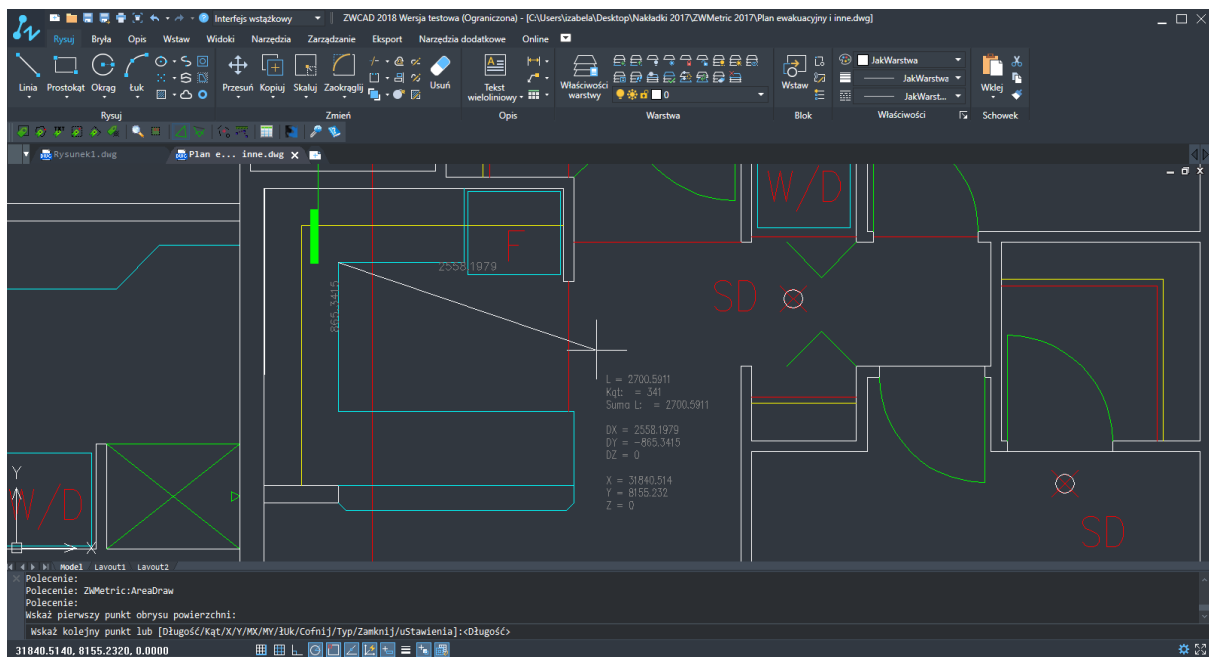 Interfejs wstążkowy
ZWCAD 2018 Wersja testowa (Ograniczona) - [C:\Users\izabela\Desktop\Nakładki 2017\ZWMetric 2017\Plan ewakuacyjny i inne.dwg]
Rysuj Bryła Opis Wstaw Widoki Narzędzia Zarządzanie Eksport Narzędzia dodatkowe Online
Linia Prostokąt Okrąg Łuk Przesuń Kopiuj Skaluj Zaokrąglij Usuń
Tekst
wieloliniowy
Właściwości
warstwy
0
Wstaw
JakWarstwa
JakWarstwa
JakWarst...
Wklej
Rysuj Zmień Opis Warstwa Blok Właściwości Schowek
Rysunek1.dwg
Plan e... inne.dwg
W/D
F
2558.1979
865.3415
SD
L = 2700.5911
Kąt: = 341
Suma L: = 2700.5911
DX = 2558.1979
DY = -865.3415
DZ = 0
X = 31840.514
Y = 8155.232
Z = 0
Y
W/D
X
SD
Model Layout1 Layout2
Polecenie:
Polecenie: ZWMetric:AreaDraw
Polecenie:
Wskaż pierwszy punkt obrysu powierzchni:
Wskaż kolejny punkt lub [Długość/Kąt/X/Y/MX/MY/łUk/Cofnij/Typ/Zamknij/uStawienia]:<Długość>
31840.5140, 8155.2320, 0.0000